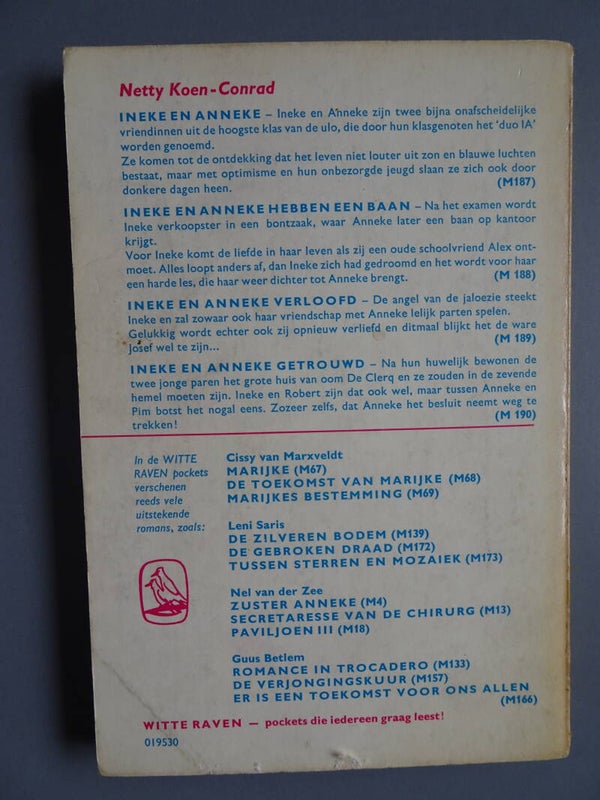 Netty Koen-Conrad
INEKE EN ANNEKE – Ineke en Anneke zijn twee bijna onafscheidelijke
vriendinnen uit de hoogste klas van de ulo, die door hun klasgenoten het 'duo IA'
worden genoemd.
Ze komen tot de ontdekking dat het leven niet louter uit zon en blauwe luchten
bestaat, maar met optimisme en hun onbezorgde jeugd slaan ze zich ook door
donkere dagen heen. (M187)
INEKE EN ANNEKE HEBBEN EEN BAAN – Na het examen wordt
Ineke verkoopster in een bontzaak, waar Anneke later een baan op kantoor
krijgt.
Voor Ineke komt de liefde in haar leven als zij een oude schoolvriend Alex ont-
moet. Alles loopt anders af, dan Ineke zich had gedroomd en het wordt voor haar
een harde les, die haar weer dichter tot Anneke brengt. (M 188)
INEKE EN ANNEKE VERLOOFD – De angel van de jaloezie steekt
Ineke en zal zowaar ook haar vriendschap met Anneke lelijk parten spelen.
Gelukkig wordt echter ook zij opnieuw verliefd en ditmaal blijkt het de ware
Josef wel te zijn... (M 189)
INEKE EN ANNEKE GETROUWD – Na hun huwelijk bewonen de
twee jonge paren het grote huis van oom De Clerq en ze zouden in de zevende
hemel moeten zijn. Ineke en Robert zijn dat ook wel, maar tussen Anneke en
Pim botst het nogal eens. Zozeer zelfs, dat Anneke het besluit neemt weg te
trekken! (M 190)
In de WITTE
RAVEN pockets
verschenen
reeds vele
uitstekende
romans, zoals:
Cissy van Marxveldt
MARIJKE (M67)
DE TOEKOMST VAN MARIJKE (M68)
MARIJKES BESTEMMING (M69)
Leni Saris
DE ZILVEREN BODEM (M139)
DE GEBROKEN DRAAD (M172)
TUSSEN STERREN EN MOZAIEK (M173)
Nel van der Zee
ZUSTER ANNEKE (M4)
SECRETARESSE VAN DE CHIRURG (M13)
PAVILJOEN III (M18)
Guus Betlem
ROMANCE IN TROCADERO (M133)
DE VERJONGINGSKUUR (M157)
ER IS EEN TOEKOMST VOOR ONS ALLEN
(M166)
WITTE RAVEN — pockets die iedereen graag leest!
019530